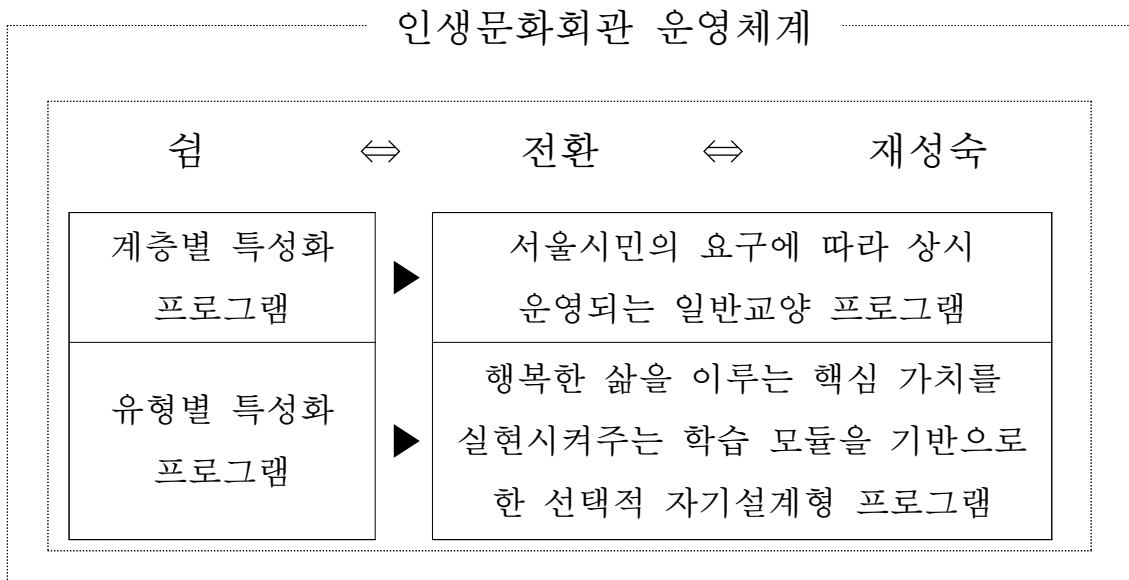 인생문화회관 운영체계
쉼 ⇔ 전환 ⇔ 재성숙
계층별 특성화
프로그램
▶
서울시민의 요구에 따라 상시
운영되는 일반교양 프로그램
유형별 특성화
프로그램
▶
행복한 삶을 이루는 핵심 가치를
실현시켜주는 학습 모듈을 기반으로
한 선택적 자기설계형 프로그램